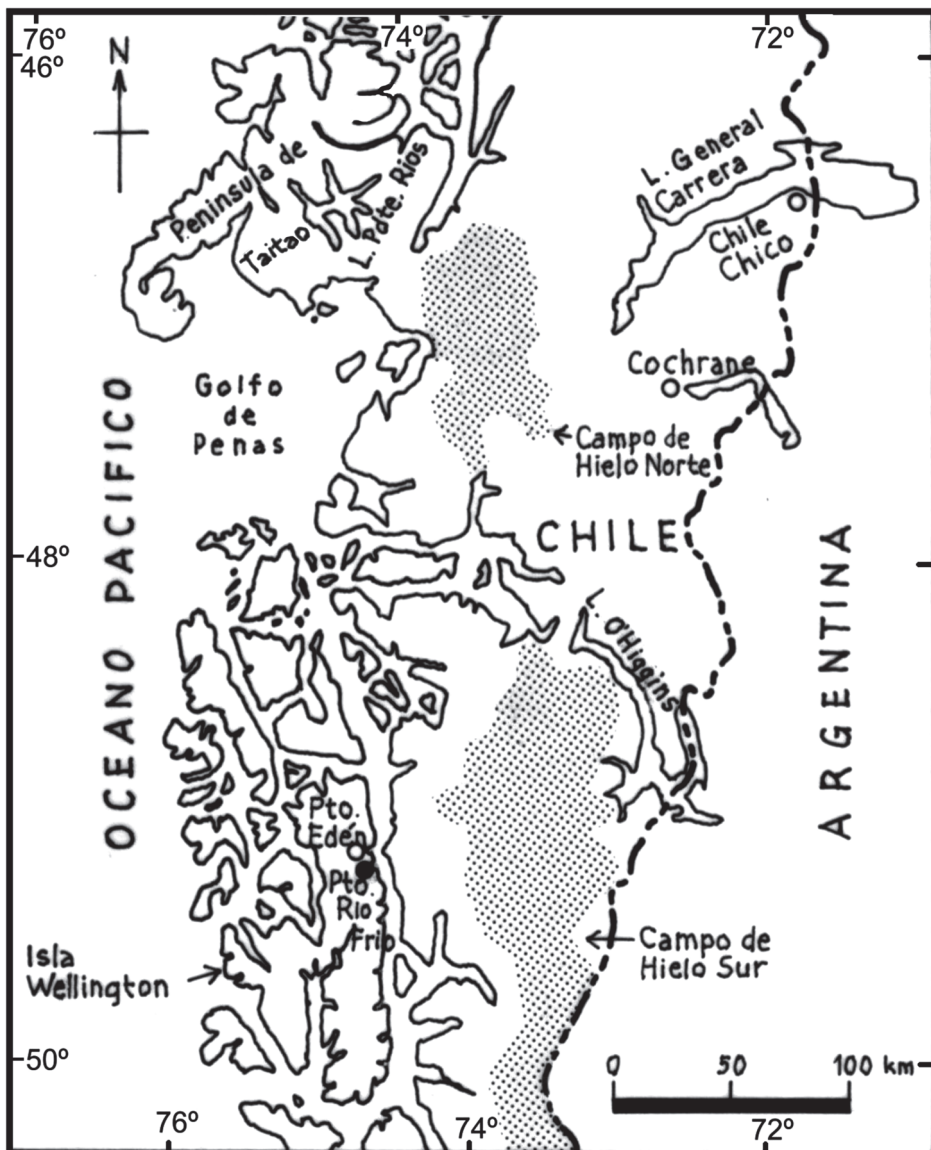 76º
74º
72º
46º
N
Peninsula de
Taitao
L. Pdte. Rios
L. General
Carrera
Chile
Chico
Cochrane
Golfo
de
Penas
Campo de
Hielo Norte
OCEANO PACIFICO
CHILE
48º
ARGENTINA
L. O'Higgins
Pto.
Edén
Pto.
Rio
Frio
Isla
Wellington
Campo de
Hielo Sur
50º
0 50 100 km
76º
74º
72º